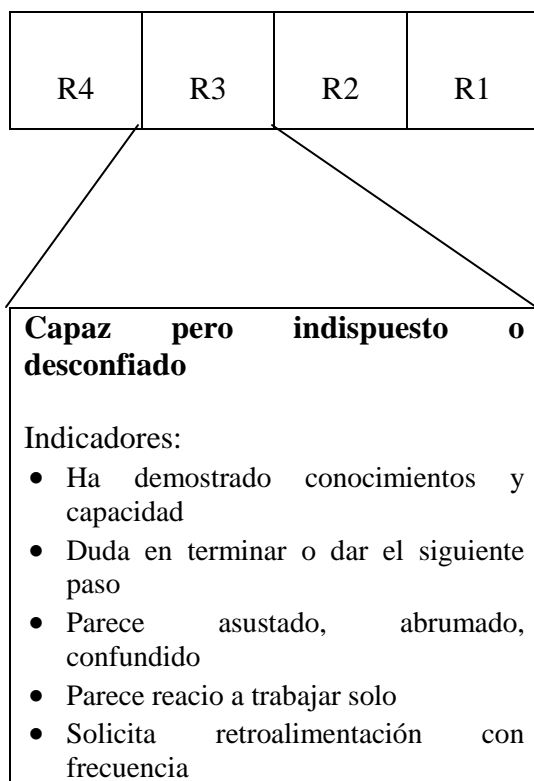 R4 R3 R2 R1
Capaz pero indispuesto o
desconfiado
Indicadores:
• Ha demostrado conocimientos y
capacidad
• Duda en terminar o dar el siguiente
paso
• Parece asustado, abrumado,
confundido
• Parece reacio a trabajar solo
• Solicita retroalimentación con
frecuencia